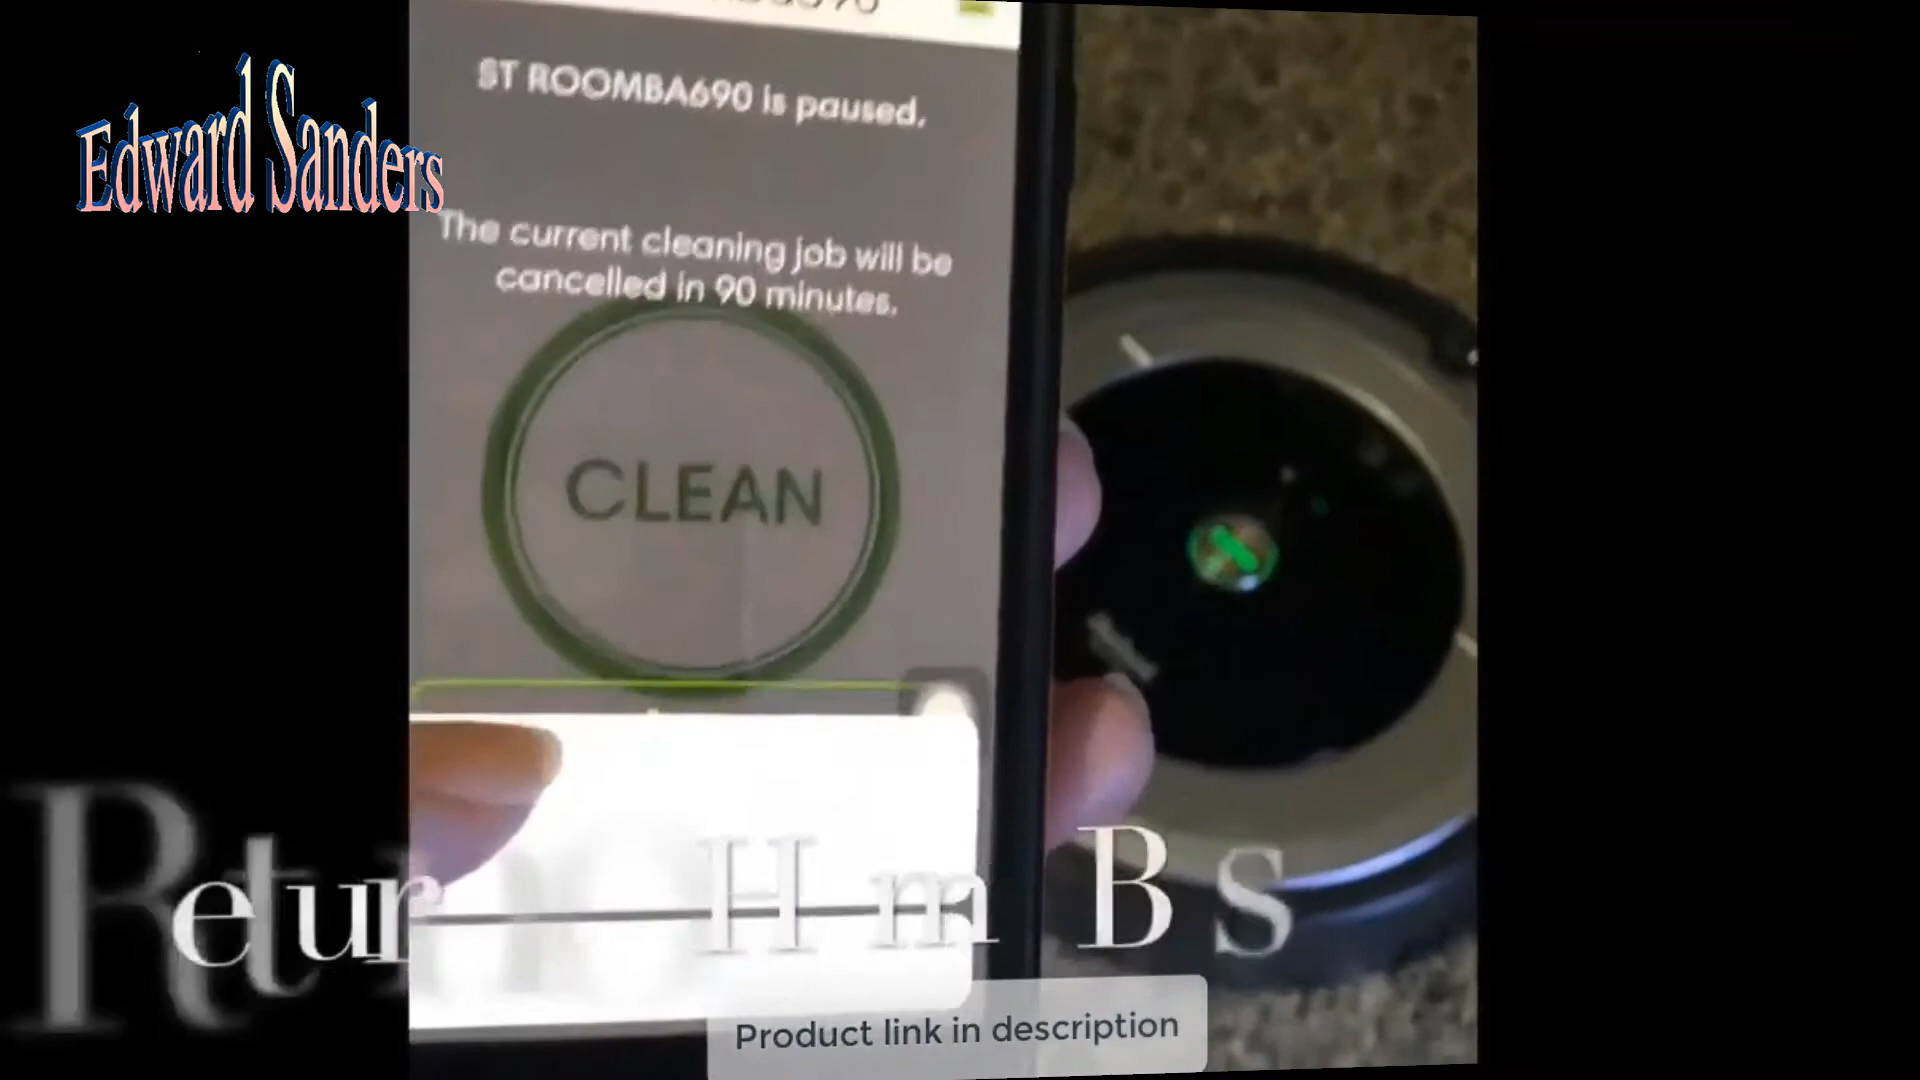 Edward Sanders
ST ROOMBA690 is paused.
The current cleaning job will be
cancelled in 90 minutes.
CLEAN
Product link in description